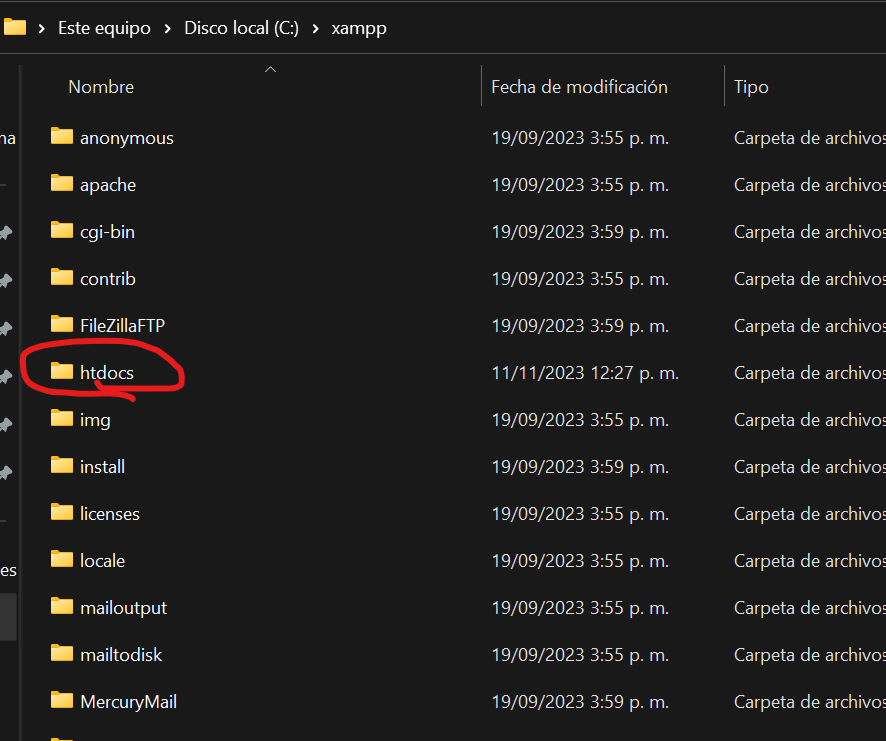 Este equipo > Disco local (C:) > xampp
Nombre Fecha de modificación Tipo
anonymous 19/09/2023 3:55 p. m. Carpeta de archivos
apache 19/09/2023 3:55 p. m. Carpeta de archivos
cgi-bin 19/09/2023 3:59 p. m. Carpeta de archivos
contrib 19/09/2023 3:55 p. m. Carpeta de archivos
FileZillaFTP 19/09/2023 3:59 p. m. Carpeta de archivos
htdocs 11/11/2023 12:27 p. m. Carpeta de archivos
img 19/09/2023 3:55 p. m. Carpeta de archivos
install 19/09/2023 3:59 p. m. Carpeta de archivos
licenses 19/09/2023 3:55 p. m. Carpeta de archivos
locale 19/09/2023 3:55 p. m. Carpeta de archivos
mailoutput 19/09/2023 3:55 p. m. Carpeta de archivos
mailtodisk 19/09/2023 3:55 p. m. Carpeta de archivos
MercuryMail 19/09/2023 3:59 p. m. Carpeta de archivos